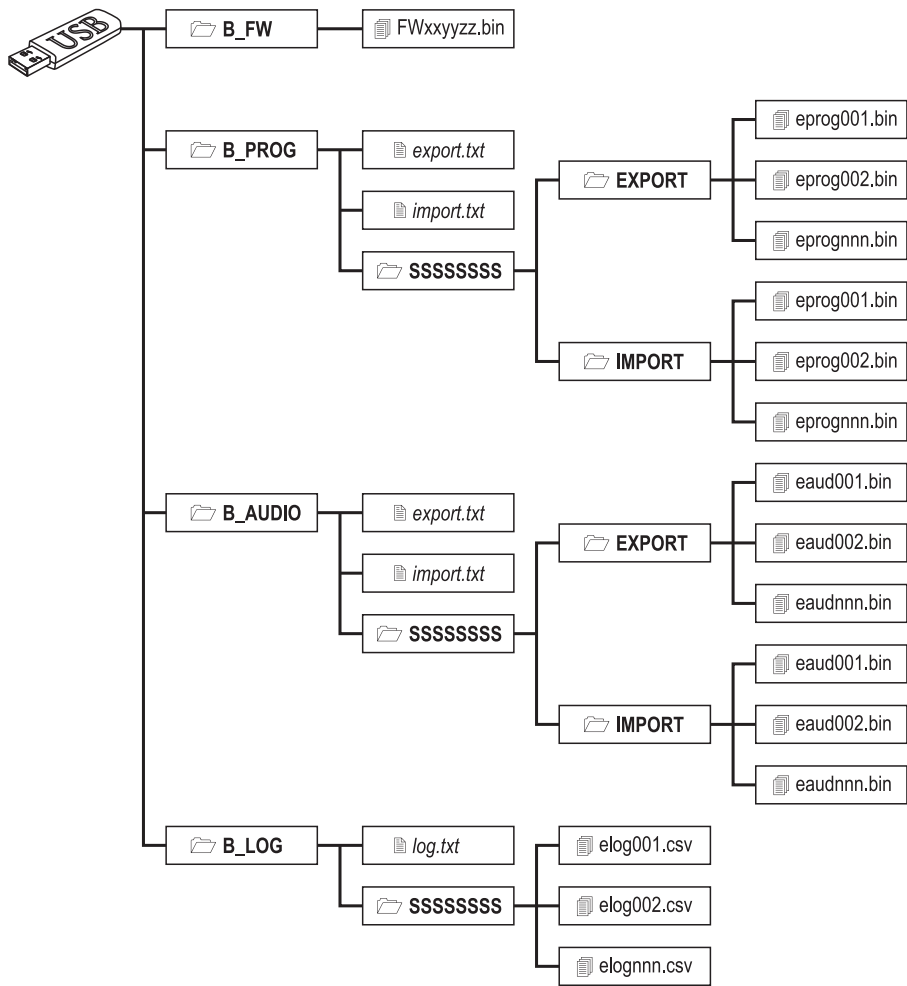 USB
B_FW
FWxxyyzz.bin
B_PROG
export.txt
import.txt
SSSSSSSS
EXPORT
eprog001.bin
eprog002.bin
eprognnn.bin
IMPORT
eprog001.bin
eprog002.bin
eprognnn.bin
B_AUDIO
export.txt
import.txt
SSSSSSSS
EXPORT
eaud001.bin
eaud002.bin
eaudnnn.bin
IMPORT
eaud001.bin
eaud002.bin
eaudnnn.bin
B_LOG
log.txt
SSSSSSSS
elog001.csv
elog002.csv
elognnn.csv